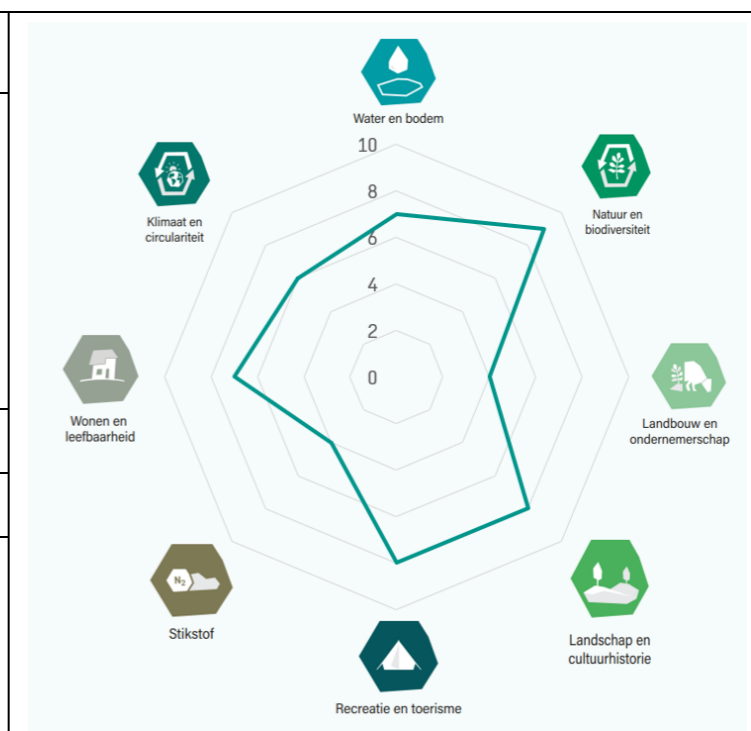 Water en bodem
10
8
6
4
2
0
Natuur en
biodiversiteit
Landbouw en
ondernemerschap
Landschap en
cultuurhistorie
Recreatie en toerisme
N2
Stikstof
Wonen en
leefbaarheid
Klimaat en
circulariteit